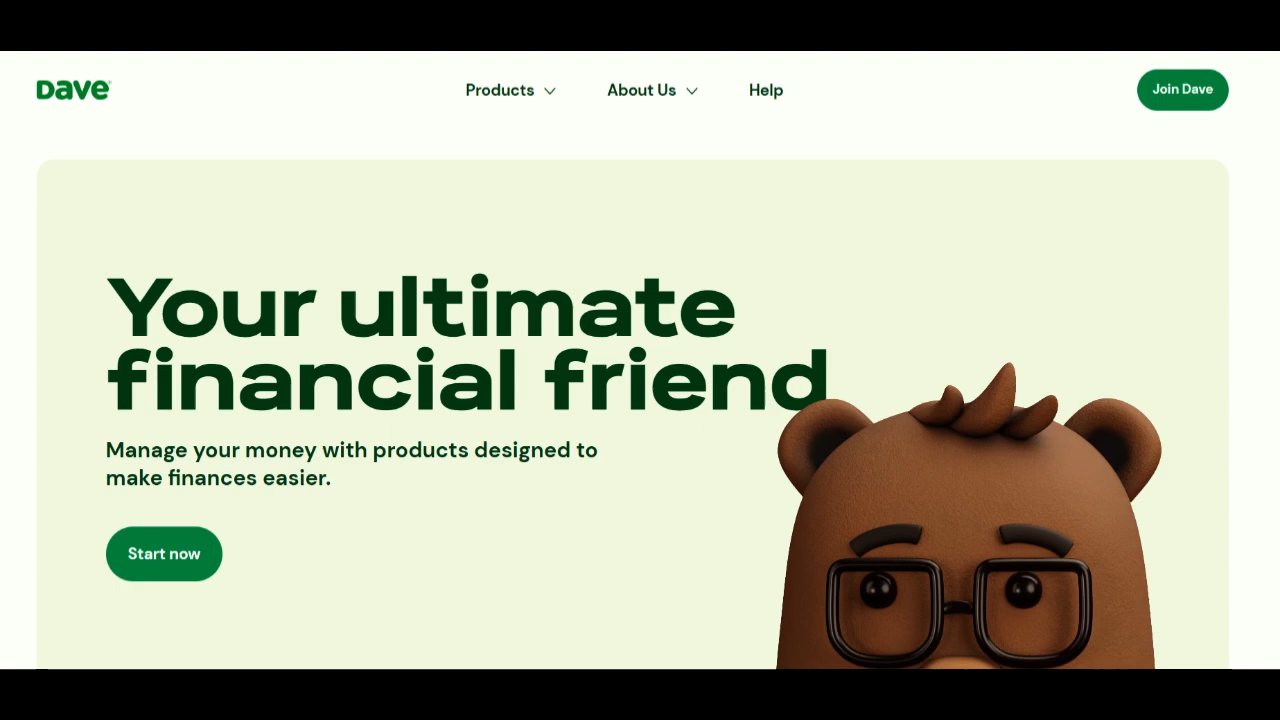 Dave
Products
About Us
Help
Join Dave
Your ultimate
financial friend
Manage your money with products designed to
make finances easier.
Start now